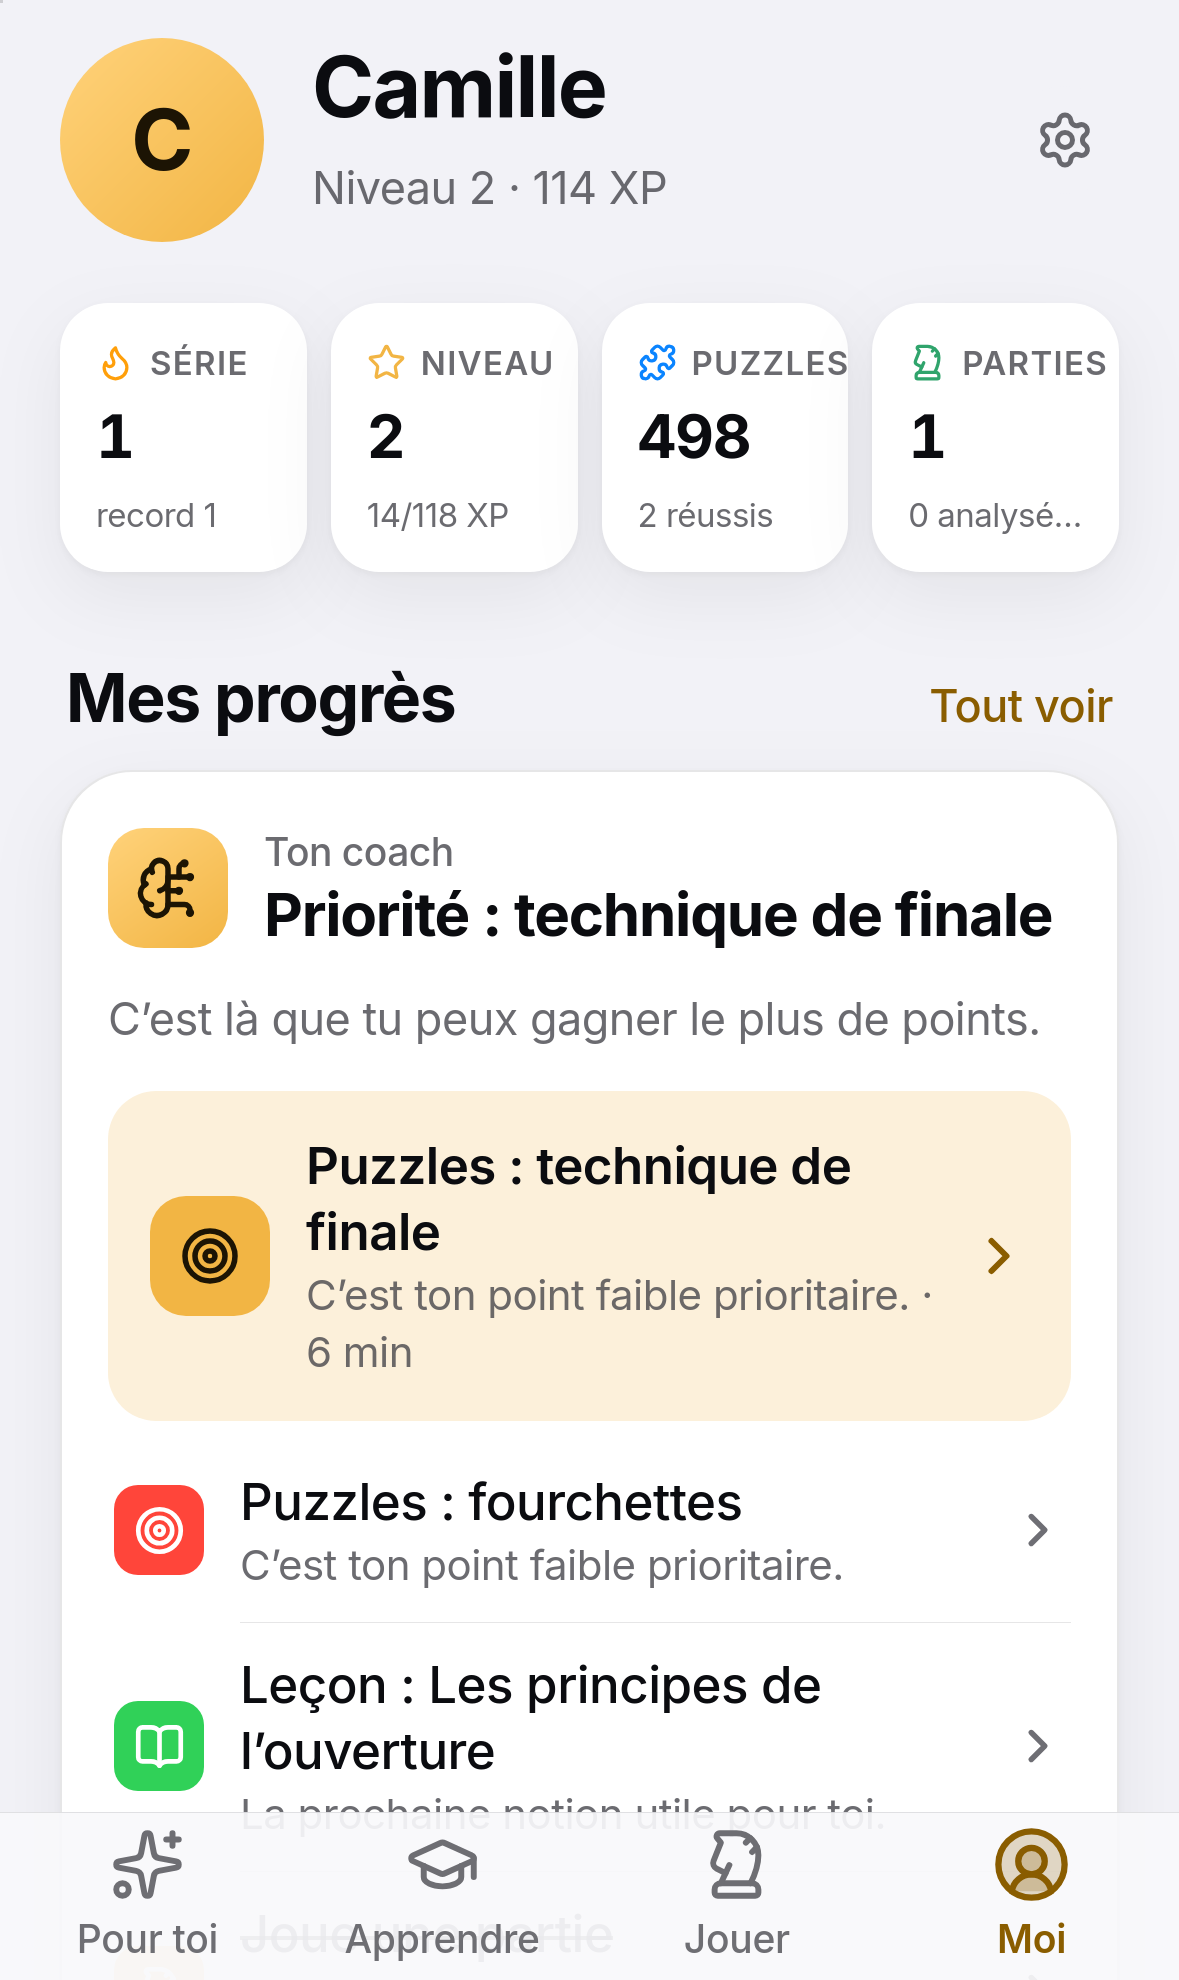 C
Camille
Niveau 2 · 114 XP
SÉRIE
1
record 1
NIVEAU
2
14/118 XP
PUZZLES
498
2 réussis
PARTIES
1
0 analysé...
Mes progrès
Tout voir
Ton coach
Priorité : technique de finale
C’est là que tu peux gagner le plus de points.
Puzzles : technique de
finale
C’est ton point faible prioritaire. ·
6 min
Puzzles : fourchettes
C’est ton point faible prioritaire.
Leçon : Les principes de
l’ouverture
La prochaine notion utile pour toi.
Joue une partie
Pour toi
Apprendre
Jouer
Moi